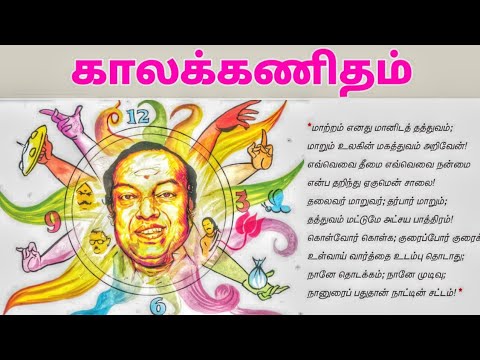 காலக்கணிதம்
12
3
6
*மாற்றம் எனது மானிடத் தத்துவம்;
மாறும் உலகின் மகத்துவம் அறிவேன்!
எவ்வெவை தீமை எவ்வெவை நன்மை
என்ப தறிந்து ஏகுமென் சாலை!
தலைவர் மாறுவர்; தர்பார் மாறும்;
தத்துவம் மட்டுமே அட்சய பாத்திரம்!
கொள்வோர் கொள்க; குரைப்போர் குரைக்
உள்வாய் வார்த்தை உடம்பு தொடாது;
நானே தொடக்கம்; நானே முடிவு;
நானுரைப் பதுதான் நாட்டின் சட்டம்! *